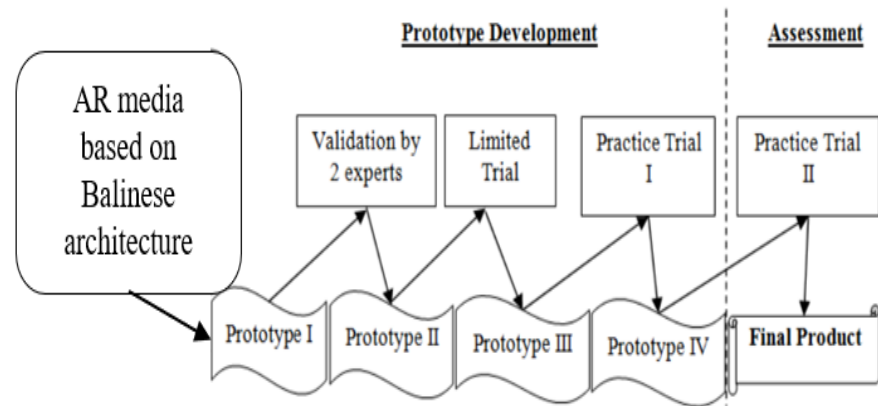 Prototype Development
Assessment
AR media
based on
Balinese
architecture
Validation by
2 experts
Limited
Trial
Practice Trial
I
Practice Trial
II
Prototype I
Prototype II
Prototype III
Prototype IV
Final Product